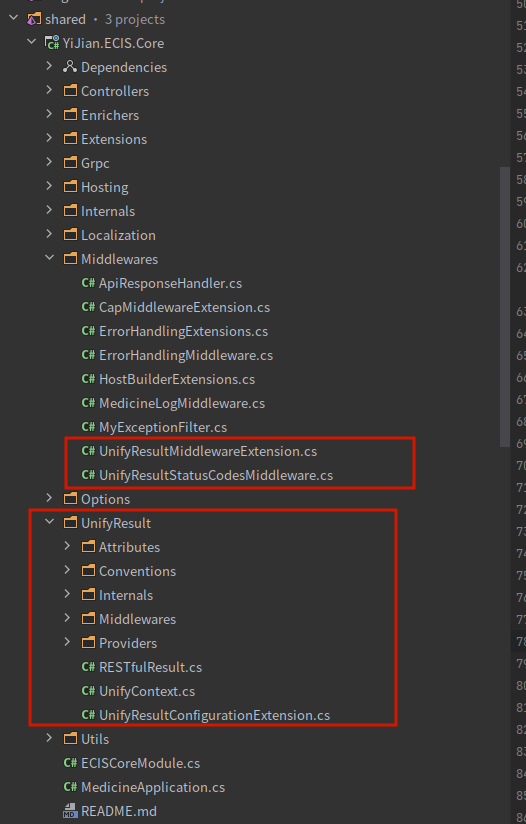 shared • 3 projects
YiJian.ECIS.Core
Dependencies
Controllers
Enrichers
Extensions
Grpc
Hosting
Internals
Localization
Middlewares
C# ApiResponseHandler.cs
C# CapMiddlewareExtension.cs
C# ErrorHandlingExtensions.cs
C# ErrorHandlingMiddleware.cs
C# HostBuilderExtensions.cs
C# MedicineLogMiddleware.cs
C# MyExceptionFilter.cs
C# UnifyResultMiddlewareExtension.cs
C# UnifyResultStatusCodesMiddleware.cs
Options
UnifyResult
Attributes
Conventions
Internals
Middlewares
Providers
C# RESTfulResult.cs
C# UnifyContext.cs
C# UnifyResultConfigurationExtension.cs
Utils
C# ECISCoreModule.cs
C# MedicineApplication.cs
README.md